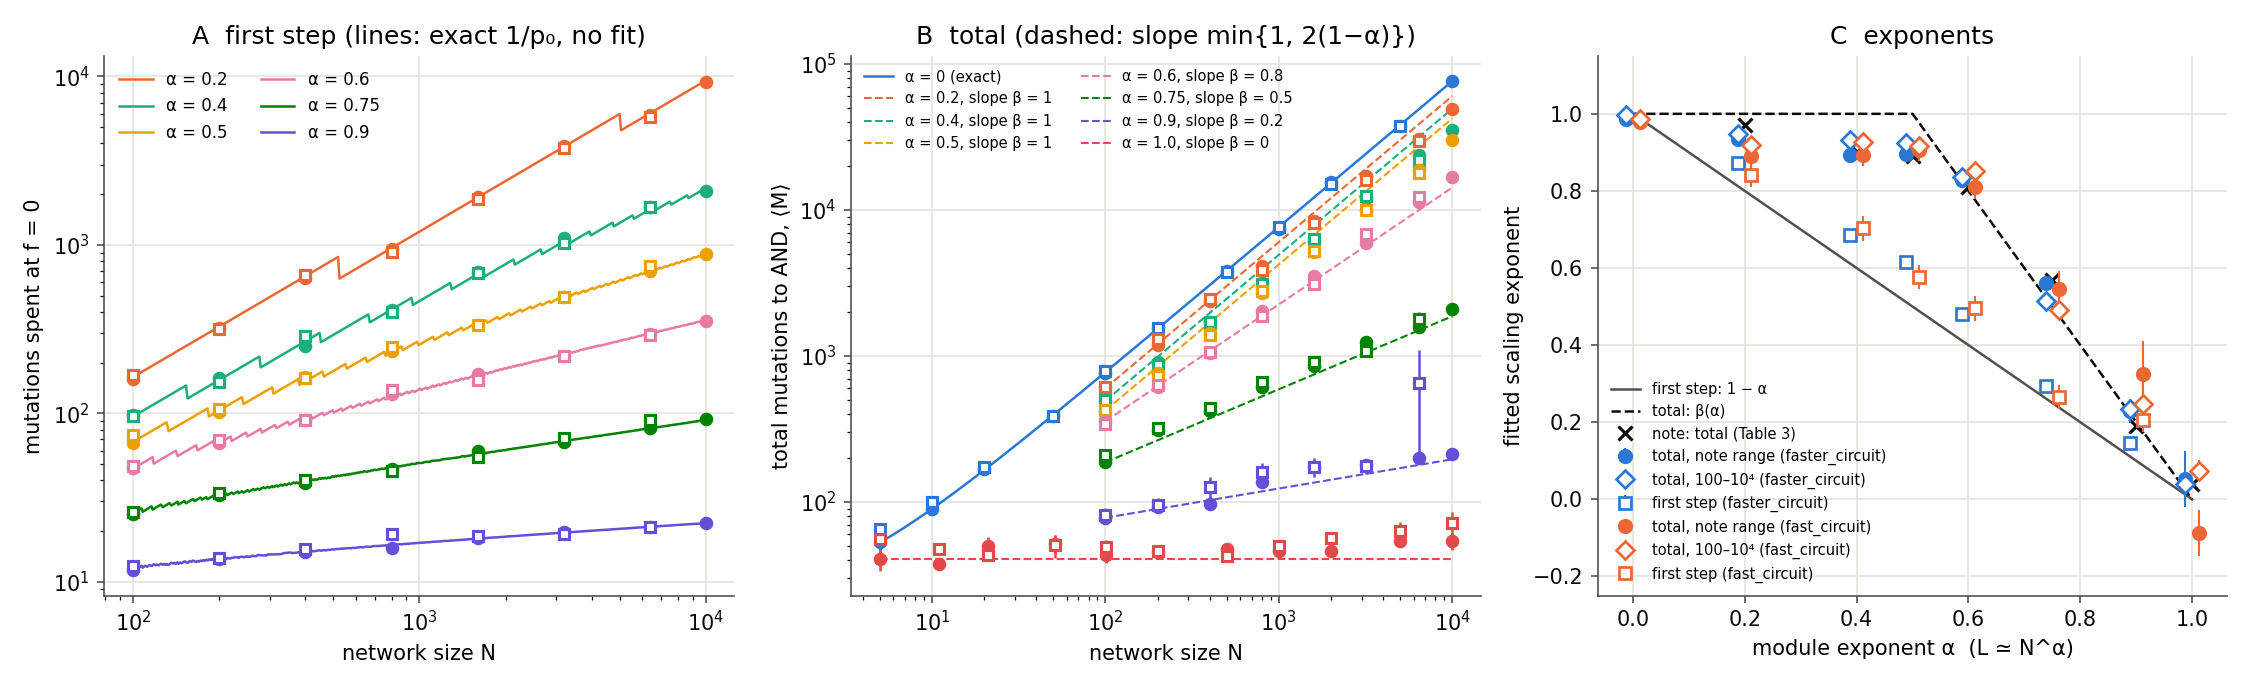 A  first step (lines: exact 1/p₀, no fit)
mutations spent at f = 0
10⁴
10³
10²
10¹
α = 0.2
α = 0.4
α = 0.5
α = 0.6
α = 0.75
α = 0.9
10²
10³
10⁴
network size N
B  total (dashed: slope min{1, 2(1−α)})
total mutations to AND, ⟨M⟩
10⁵
10⁴
10³
10²
α = 0 (exact)
α = 0.2, slope β = 1
α = 0.4, slope β = 1
α = 0.5, slope β = 1
α = 0.6, slope β = 0.8
α = 0.75, slope β = 0.5
α = 0.9, slope β = 0.2
α = 1.0, slope β = 0
10¹
10²
10³
10⁴
network size N
C  exponents
fitted scaling exponent
1.0
0.8
0.6
0.4
0.2
0.0
−0.2
first step: 1 − α
total: β(α)
note: total (Table 3)
total, note range (faster_circuit)
total, 100–10⁴ (faster_circuit)
first step (faster_circuit)
total, note range (fast_circuit)
total, 100–10⁴ (fast_circuit)
first step (fast_circuit)
0.0
0.2
0.4
0.6
0.8
1.0
module exponent α  (L ≃ N^α)